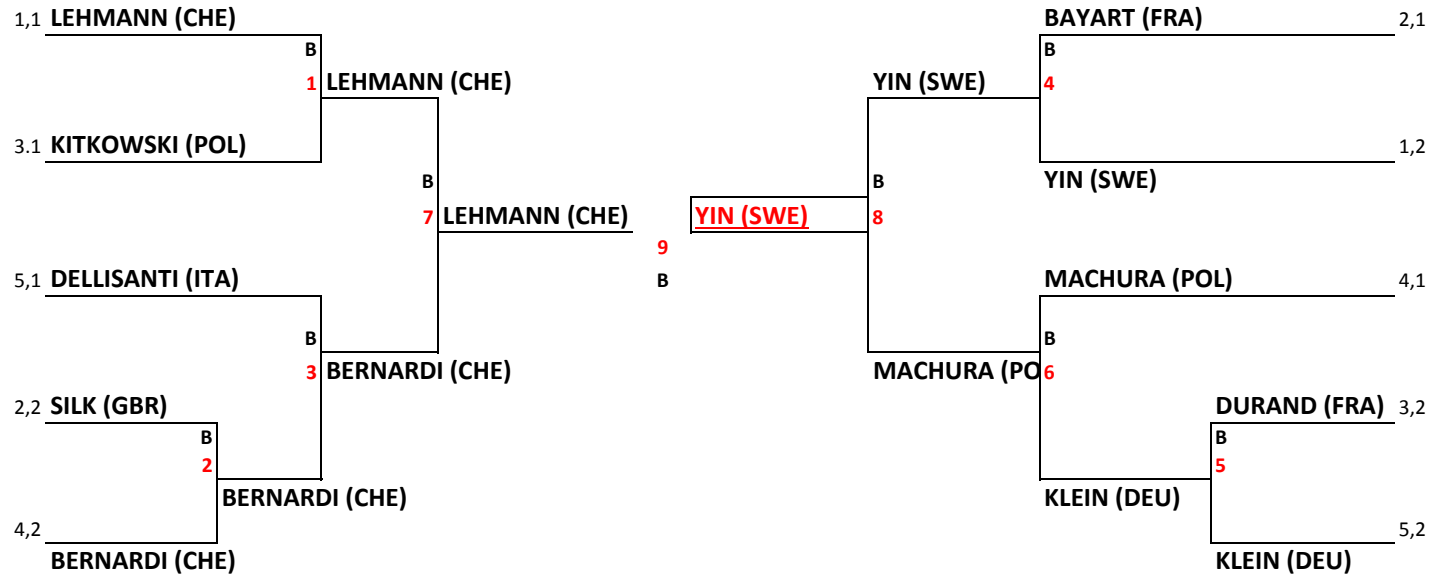 1,1 LEHMANN (CHE)
B
1 LEHMANN (CHE)
3.1 KITKOWSKI (POL)
B
7 LEHMANN (CHE)
5,1 DELLISANTI (ITA)
B
3 BERNARDI (CHE)
2,2 SILK (GBR)
B
2
BERNARDI (CHE)
4,2
BERNARDI (CHE)
9
B
BAYART (FRA) 2,1
B
YIN (SWE) 4
1,2
YIN (SWE)
B
YIN (SWE) 8
MACHURA (POL) 4,1
B
MACHURA (PO 6
DURAND (FRA) 3,2
B
5
KLEIN (DEU)
5,2
KLEIN (DEU)